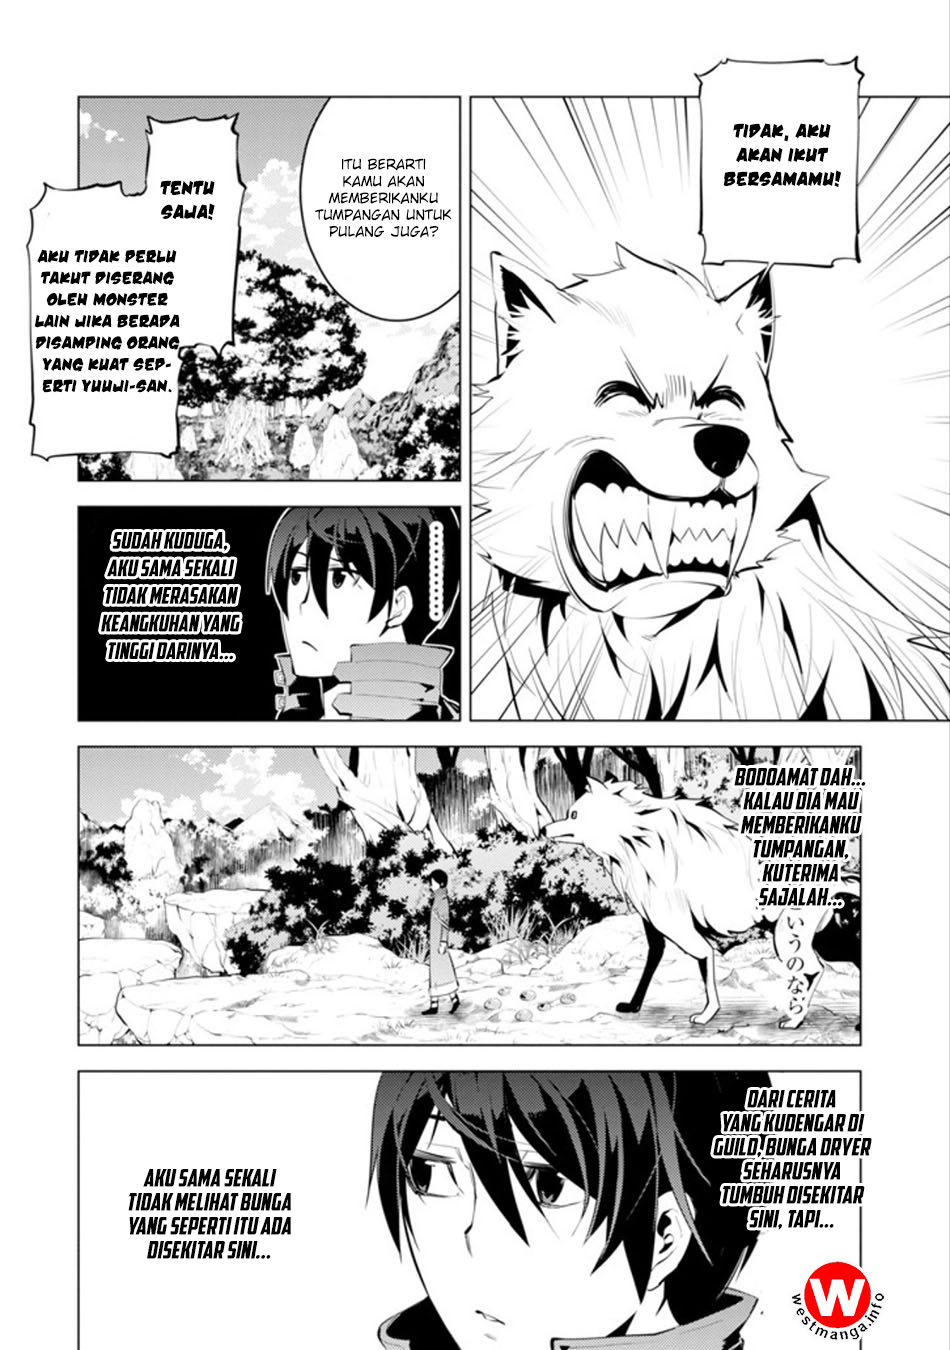 TIDAK, AKU
AKAN IKUT
BERSAMAMU!
ITU BERARTI
KAMU AKAN
MEMBERIKANKU
TUMPANGAN UNTUK
PULANG JUGA?
TENTU
SAJA!
AKU TIDAK PERLU
TAKUT DISERANG
OLEH MONSTER
LAIN JIKA BERADA
DISAMPING ORANG
YANG KUAT SEP-
ERTI YUUJI-SAN.
SUDAH KUDUGA,
AKU SAMA SEKALI
TIDAK MERASAKAN
KEANGKUHAN YANG
TINGGI DARINYA...
BODOAMAT DAH...
KALAU DIA MAU
MEMBERIKANKU
TUMPANGAN,
KUTERIMA
SAJALAH...
いうのなら
DARI CERITA
YANG KUDENGAR DI
GUILD, BUNGA DRYER
SEHARUSNYA
TUMBUH DISEKITAR
SINI, TAPI...
AKU SAMA SEKALI
TIDAK MELIHAT BUNGA
YANG SEPERTI ITU ADA
DISEKITAR SINI...
W
westmanga.info